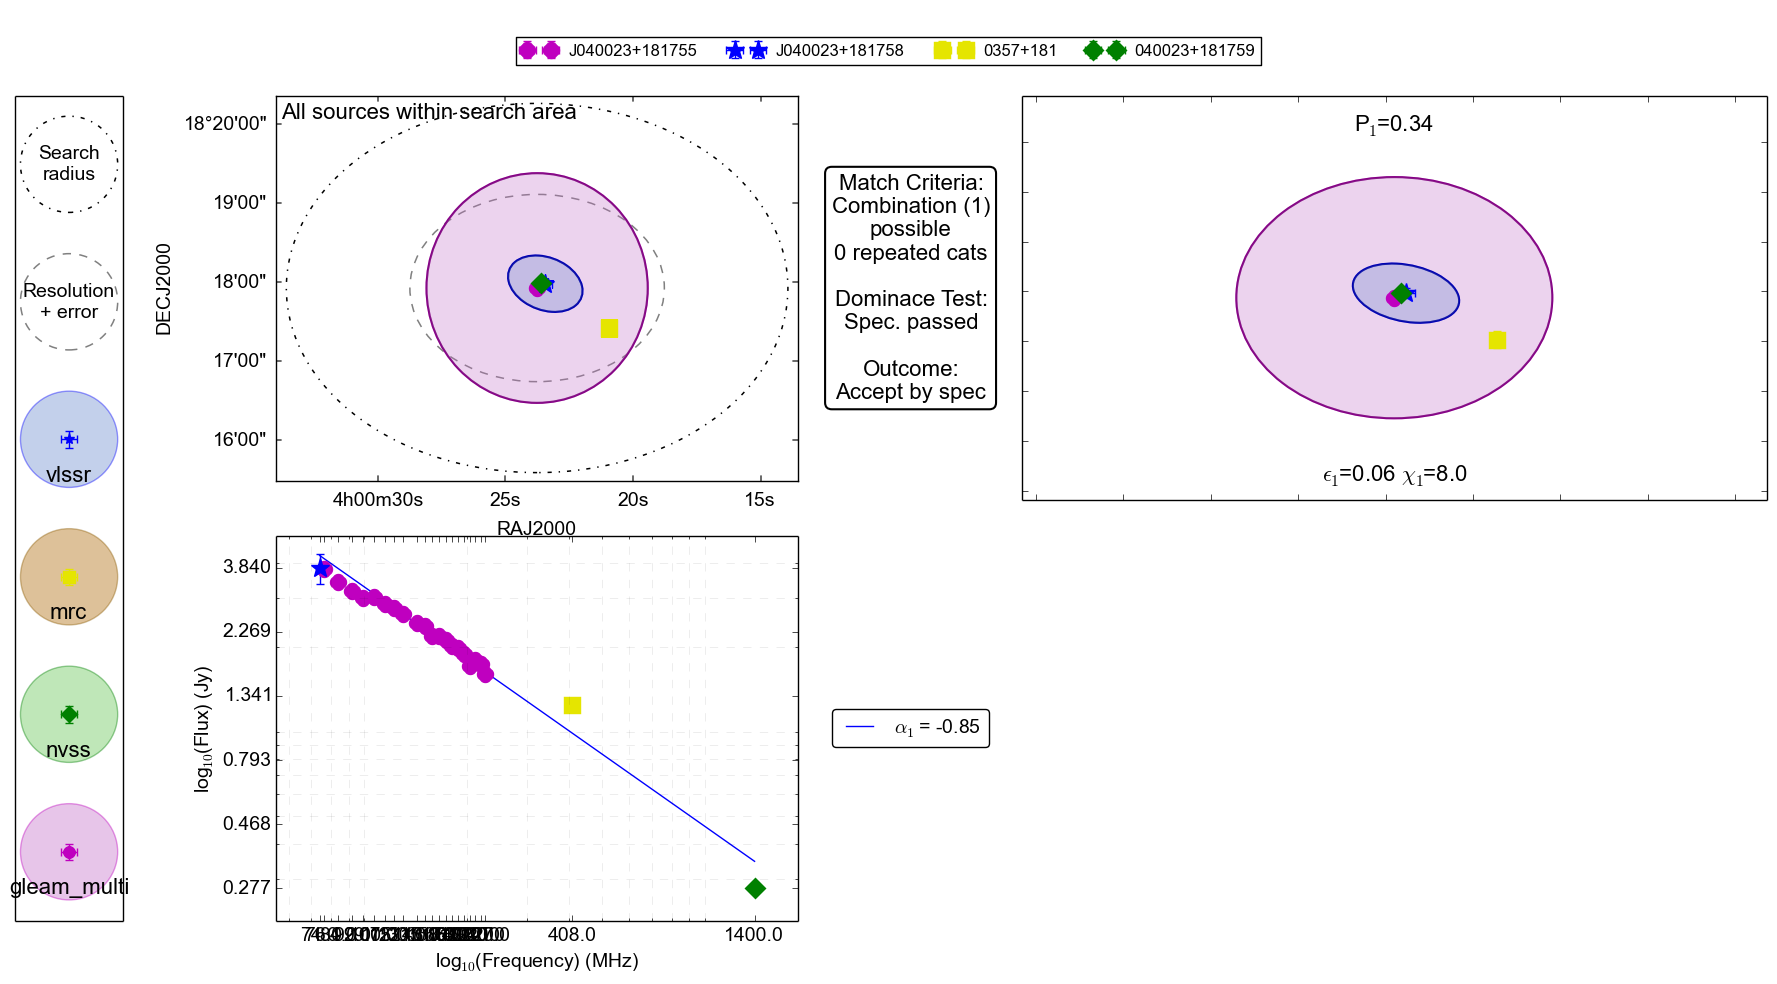 J040023+181755 J040023+181758 0357+181 040023+181759
Search
radius
Resolution
+ error
vlssr
mrc
nvss
gleam_multi
All sources within search area
DECJ2000
18°20'00"
19'00"
18'00"
17'00"
16'00"
4h00m30s 25s 20s 15s
RAJ2000
Match Criteria:
Combination (1)
possible
0 repeated cats
Dominace Test:
Spec. passed
Outcome:
Accept by spec
P1=0.34
ϵ1=0.06 χ1=8.0
log10(Flux) (Jy)
3.840
2.269
1.341
0.793
0.468
0.277
408.0 1400.0
log10(Frequency) (MHz)
α1 = -0.85